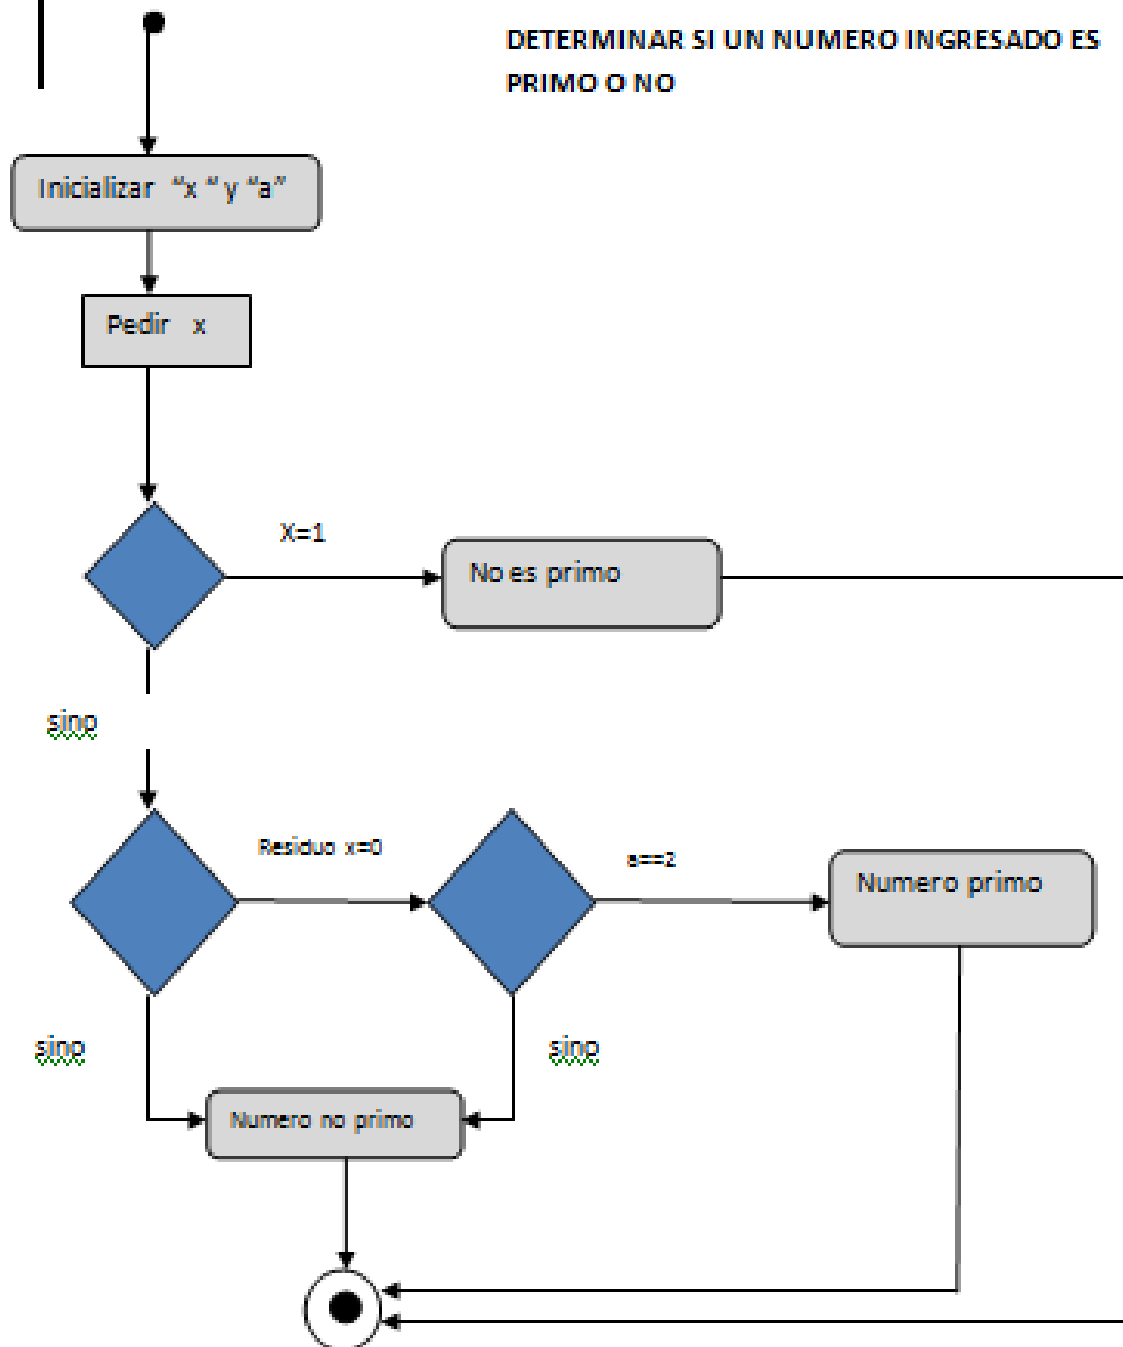 DETERMINAR SI UN NUMERO INGRESADO ES
PRIMO O NO
Inicializar “x “ y “a”
Pedir x
X=1
No es primo
sino
Residuo x=0
a==2
Numero primo
sino
sino
Numero no primo